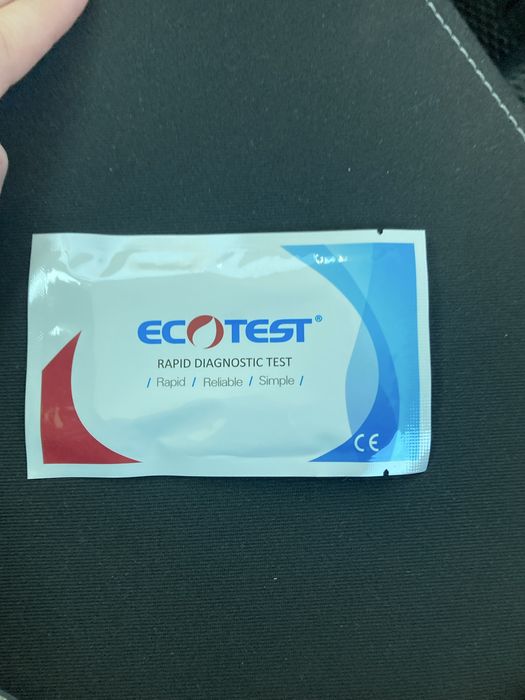 ECOTEST®
RAPID DIAGNOSTIC TEST
/ Rapid / Reliable / Simple /
CE